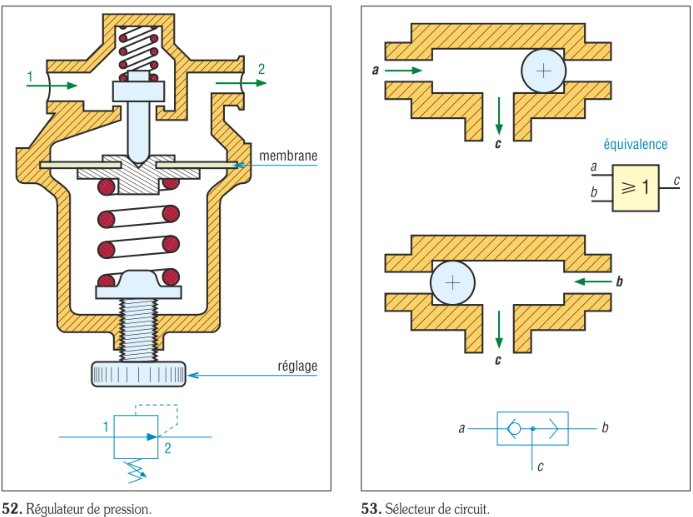 1
2
membrane
réglage
1
2
52. Régulateur de pression.
a
c
équivalence
a
b
≥ 1
c
b
c
a
b
c
53. Sélecteur de circuit.